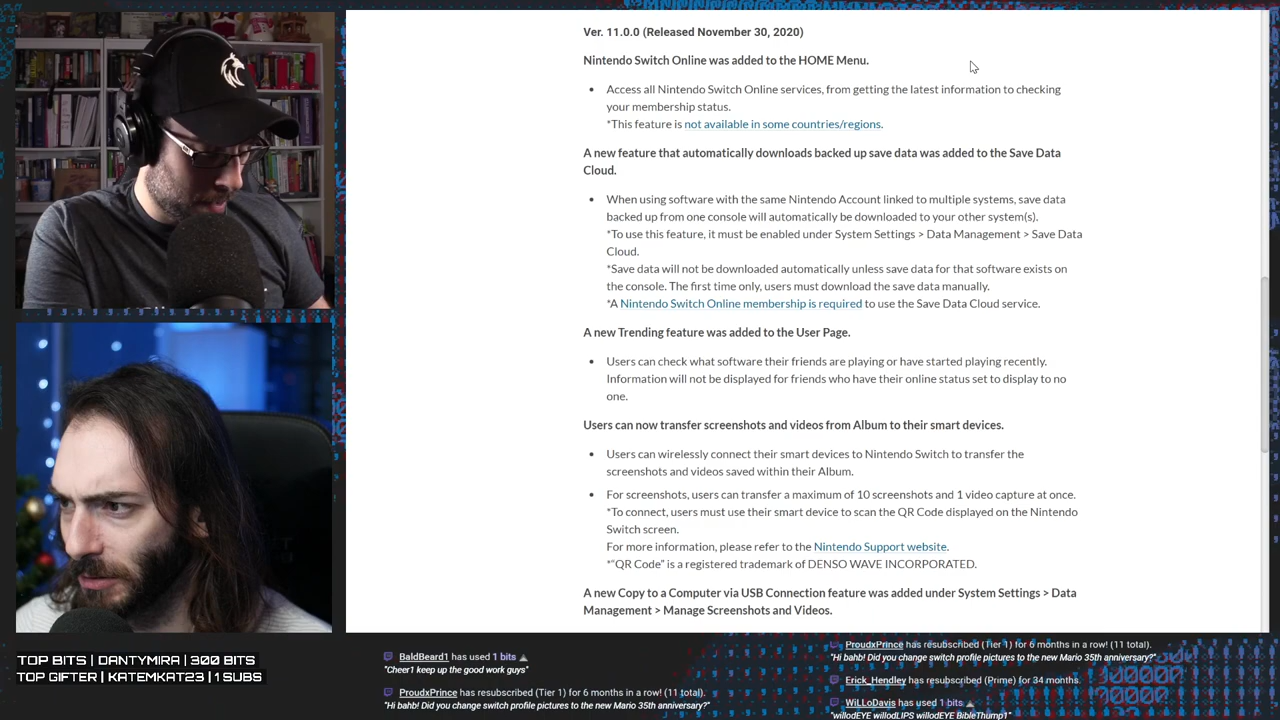 Ver. 11.0.0 (Released November 30, 2020)
Nintendo Switch Online was added to the HOME Menu.
• Access all Nintendo Switch Online services, from getting the latest information to checking
your membership status.
*This feature is not available in some countries/regions.
A new feature that automatically downloads backed up save data was added to the Save Data
Cloud.
• When using software with the same Nintendo Account linked to multiple systems, save data
backed up from one console will automatically be downloaded to your other system(s).
*To use this feature, it must be enabled under System Settings > Data Management > Save Data
Cloud.
*Save data will not be downloaded automatically unless save data for that software exists on
the console. The first time only, users must download the save data manually.
*A Nintendo Switch Online membership is required to use the Save Data Cloud service.
A new Trending feature was added to the User Page.
• Users can check what software their friends are playing or have started playing recently.
Information will not be displayed for friends who have their online status set to display to no
one.
Users can now transfer screenshots and videos from Album to their smart devices.
• Users can wirelessly connect their smart devices to Nintendo Switch to transfer the
screenshots and videos saved within their Album.
• For screenshots, users can transfer a maximum of 10 screenshots and 1 video capture at once.
*To connect, users must use their smart device to scan the QR Code displayed on the Nintendo
Switch screen.
For more information, please refer to the Nintendo Support website.
*“QR Code” is a registered trademark of DENSO WAVE INCORPORATED.
A new Copy to a Computer via USB Connection feature was added under System Settings > Data
Management > Manage Screenshots and Videos.
TOP BITS | DANTYMIRA | 300 BITS
TOP GIFTER | KATEMKAT23 | 1 SUBS
BaldBeard1 has used 1 bits
"Cheer1 keep up the good work guys"
ProudxPrince has resubscribed (Tier 1) for 6 months in a row! (11 total).
"Hi bahb! Did you change switch profile pictures to the new Mario 35th anniversary?"
ProudxPrince has resubscribed (Tier 1) for 6 months in a row! (11 total).
"Hi bahb! Did you change switch profile pictures to the new Mario 35th anniversary?"
Erick_Hendley has resubscribed (Prime) for 34 months.
WiLLoDavis has used 1 bits
"willodEYE willodLIPS willodEYE BibleThump1"